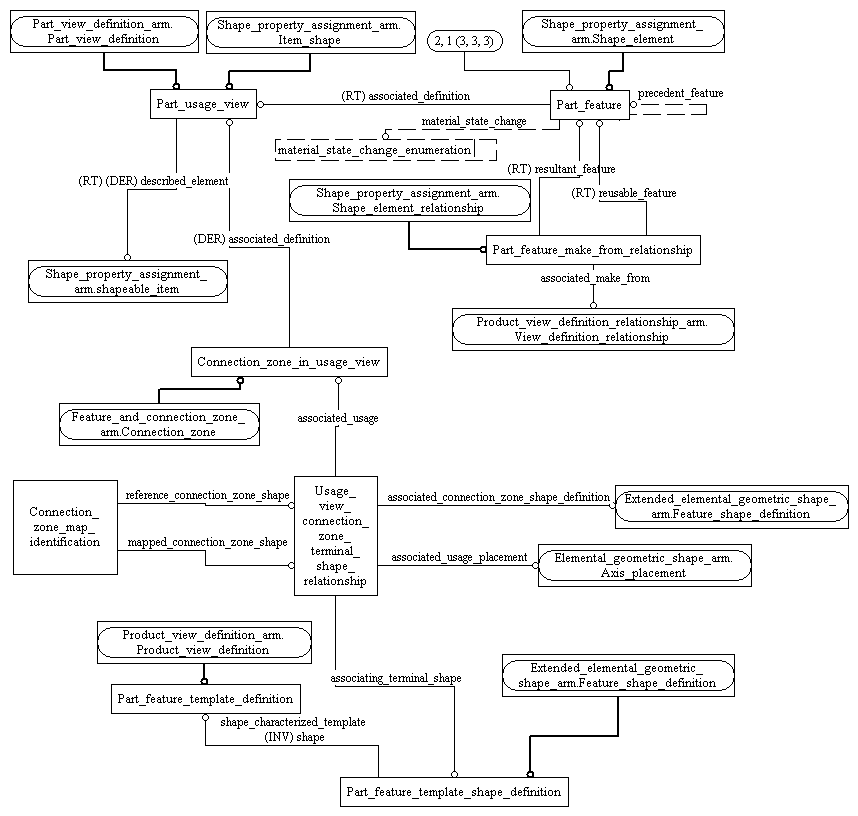 Part_view_definition_arm.
Part_view_definition
Shape_property_assignment_arm.
Item_shape
2, 1 (3, 3, 3)
Shape_property_assignment_
arm.Shape_element
Part_usage_view
(RT) associated_definition
Part_feature
precedent_feature
material_state_change
material_state_change_enumeration
(RT) resultant_feature
(RT) (DER) described_element
(RT) reusable_feature
Shape_property_assignment_arm.
Shape_element_relationship
(DER) associated_definition
Part_feature_make_from_relationship
Shape_property_assignment_
arm.shapeable_item
associated_make_from
Product_view_definition_relationship_arm.
View_definition_relationship
Connection_zone_in_usage_view
Feature_and_connection_zone_
arm.Connection_zone
associated_usage
Connection_
zone_map_
identification
reference_connection_zone_shape
mapped_connection_zone_shape
Usage_
view_
connection_
zone_
terminal_
shape_
relationship
associated_connection_zone_shape_definition
Extended_elemental_geometric_shape_
arm.Feature_shape_definition
associated_usage_placement
Elemental_geometric_shape_arm.
Axis_placement
Product_view_definition_arm.
Product_view_definition
associating_terminal_shape
Extended_elemental_geometric_
shape_arm.Feature_shape_definition
Part_feature_template_definition
shape_characterized_template
(INV) shape
Part_feature_template_shape_definition